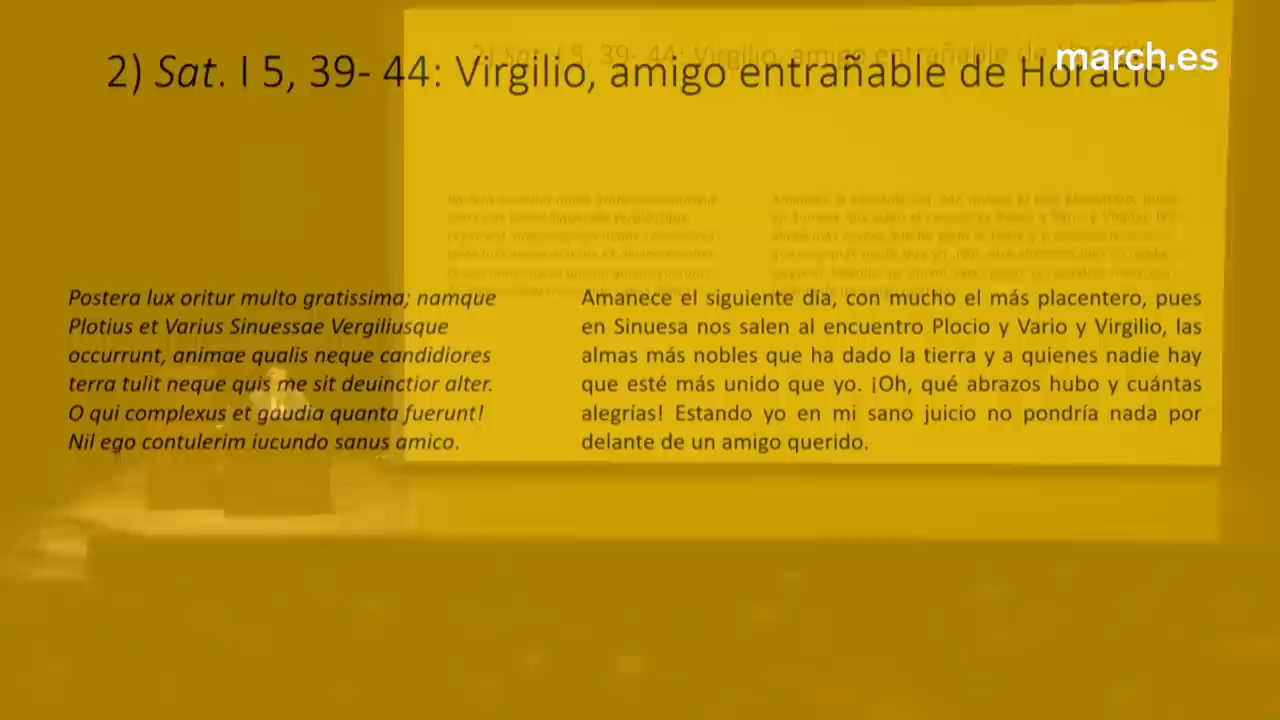 2) Sat. I 5, 39- 44: Virgilio, amigo entrañable de Horacio
march.es
Postera lux oritur multo gratissima; namque
Plotius et Varius Sinuessae Vergiliusque
occurrunt, animae qualis neque candidiores
terra tulit neque quis me sit deuinctior alter.
O qui complexus et gaudia quanta fuerunt!
Nil ego contulerim iucundo sanus amico.
Amanece el siguiente día, con mucho el más placentero, pues
en Sinuesa nos salen al encuentro Plocio y Vario y Virgilio, las
almas más nobles que ha dado la tierra y a quienes nadie hay
que esté más unido que yo. ¡Oh, qué abrazos hubo y cuántas
alegrías! Estando yo en mi sano juicio no pondría nada por
delante de un amigo querido.